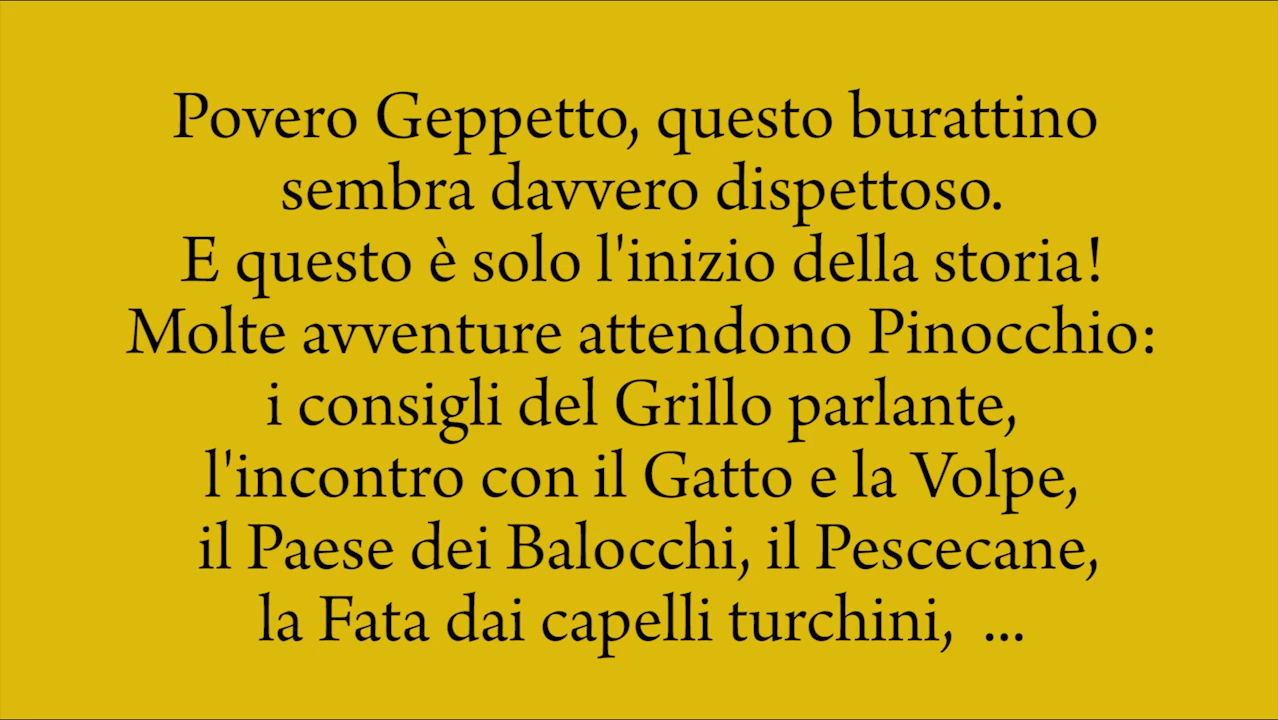 Povero Geppetto, questo burattino
sembra davvero dispettoso.
E questo è solo l'inizio della storia!
Molte avventure attendono Pinocchio:
i consigli del Grillo parlante,
l'incontro con il Gatto e la Volpe,
il Paese dei Balocchi, il Pescecane,
la Fata dai capelli turchini,  ...